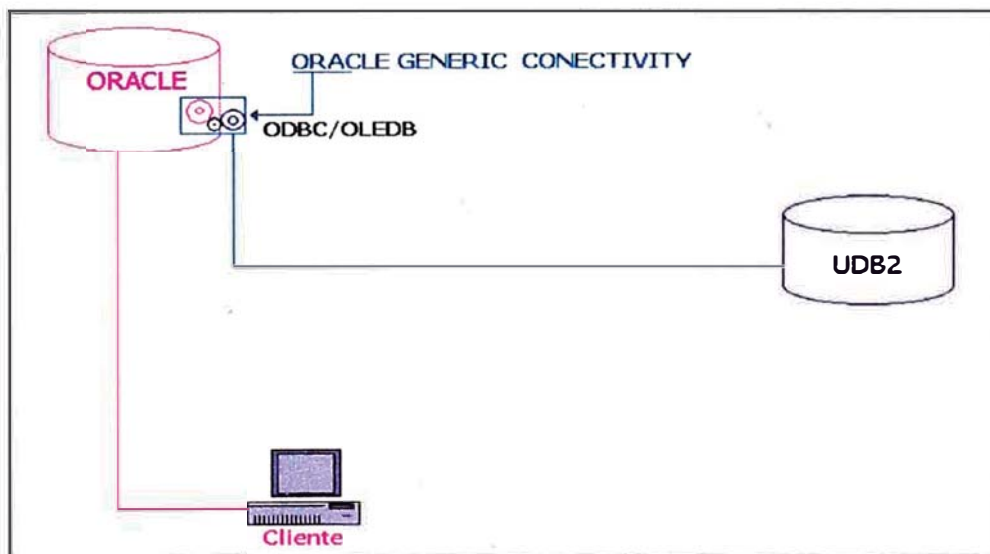 ORACLE GENERIC CONECTIVITY
ORACLE
ODBC/OLEDB
UDB2
Cliente